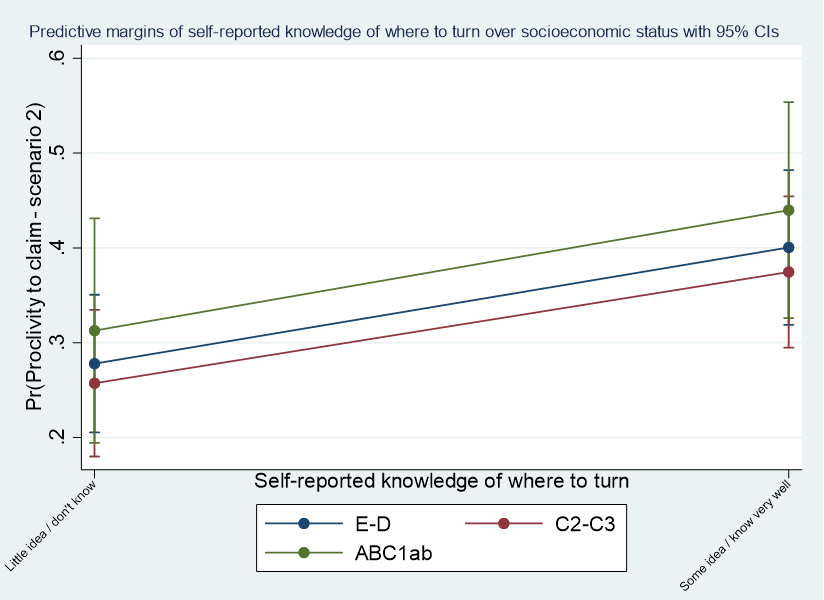 Predictive margins of self-reported knowledge of where to turn over socioeconomic status with 95% CIs
.6
.5
.4
.3
.2
Pr(Proclivity to claim - scenario 2)
Little idea / don't know
Some idea / know very well
Self-reported knowledge of where to turn
E-D
C2-C3
ABC1ab